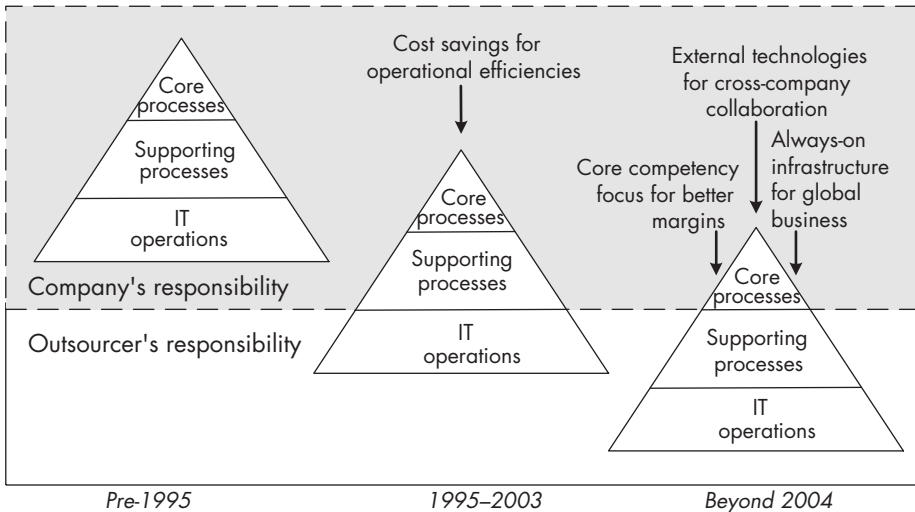 Core
processes
Supporting
processes
IT
operations
Company's responsibility
Outsourcer's responsibility
Cost savings for
operational efficiencies
Core
processes
Supporting
processes
IT
operations
External technologies
for cross-company
collaboration
Core competency
focus for better
margins
Always-on
infrastructure
for global
business
Core
processes
Supporting
processes
IT
operations
Pre-1995
1995–2003
Beyond 2004